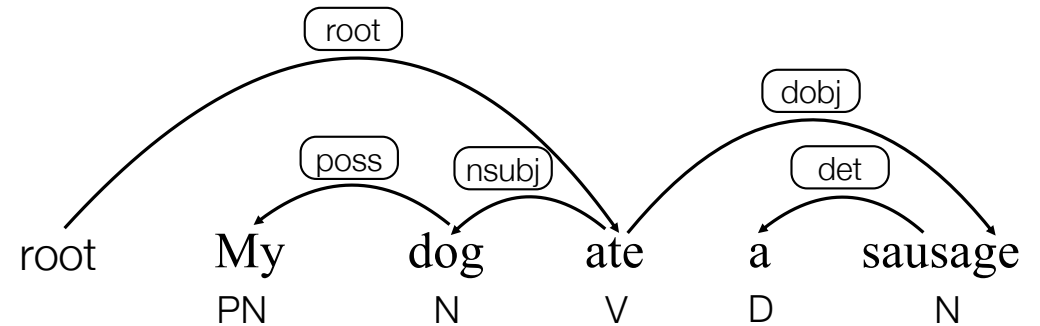 root
dobj
poss nsubj det
root My dog ate a sausage
PN N V D N